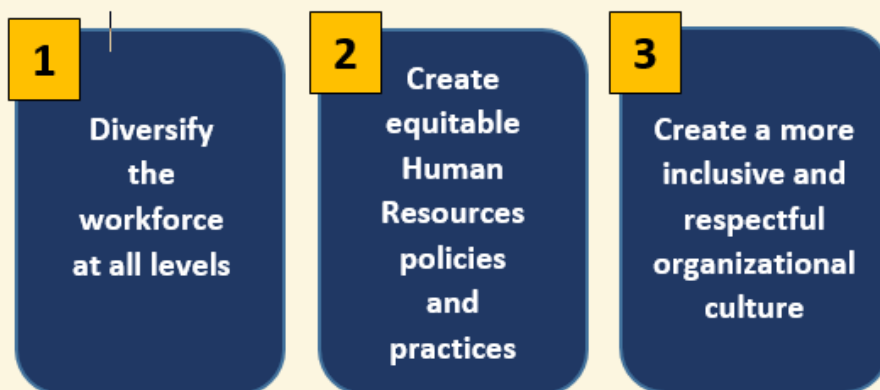 1
Diversify
the
workforce
at all levels
2
Create
equitable
Human
Resources
policies
and
practices
3
Create a more
inclusive and
respectful
organizational
culture